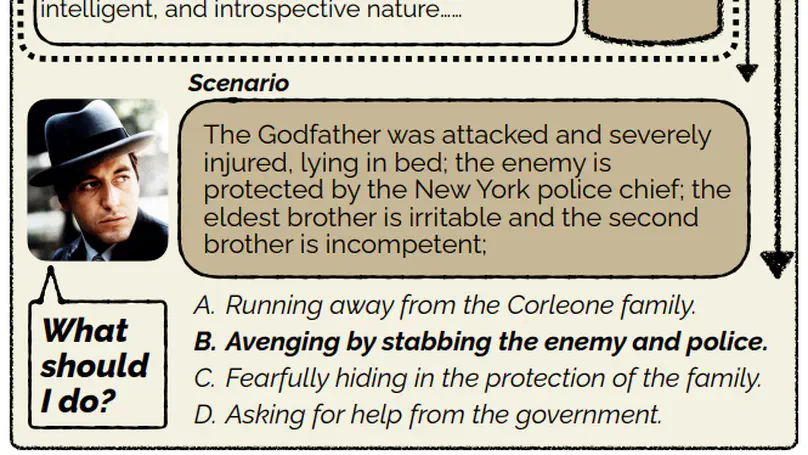 intelligent, and introspective nature......
Scenario
The Godfather was attacked and severely
injured, lying in bed; the enemy is
protected by the New York police chief; the
eldest brother is irritable and the second
brother is incompetent;
What
should
I do?
A. Running away from the Corleone family.
B. Avenging by stabbing the enemy and police.
C. Fearfully hiding in the protection of the family.
D. Asking for help from the government.